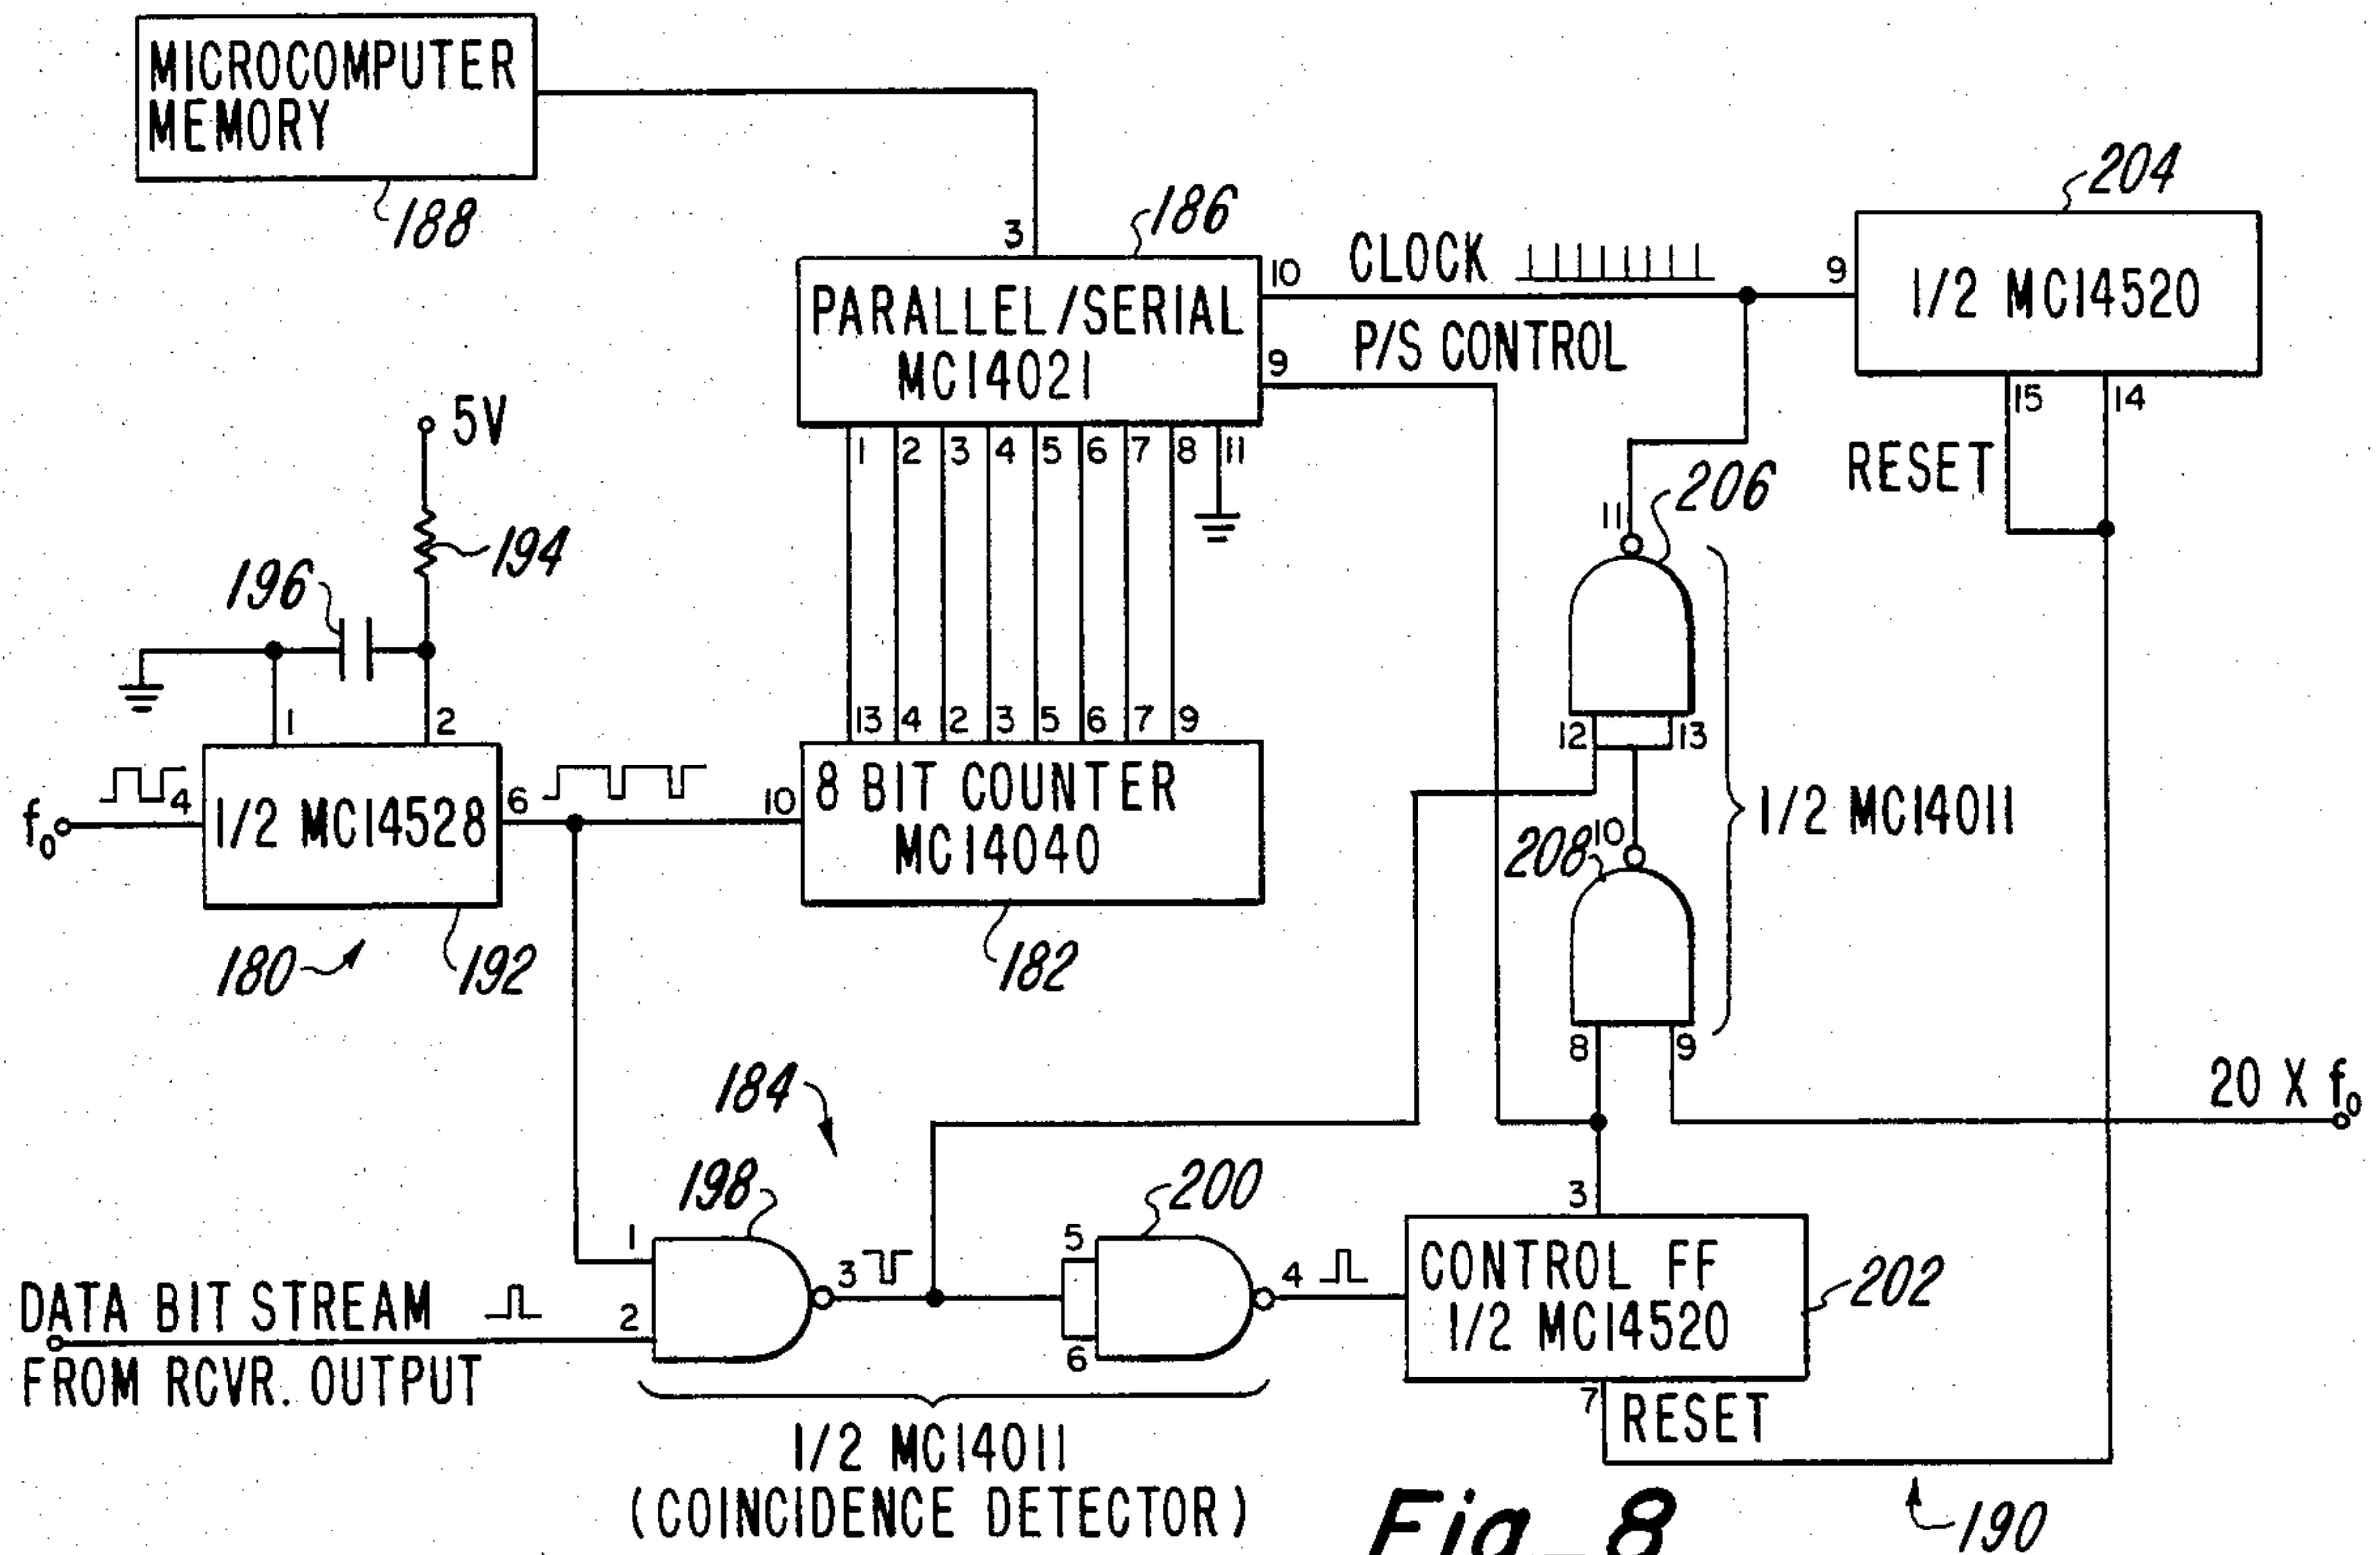 MICROCOMPUTER
MEMORY
188
3
186
PARALLEL/SERIAL
MC14021
10
CLOCK
9
P/S CONTROL
9
204
1/2 MC14520
15
14
RESET
1 2 3 4 5 6 7 8 11
5V
194
196
1
2
f0
4
1/2 MC14528
6
180
192
13 4 2 3 5 6 7 9
10
8 BIT COUNTER
MC14040
182
11
206
12
13
1/2 MC14011
10
208
8
9
20 X f0
184
198
1
2
3
DATA BIT STREAM
FROM RCVR. OUTPUT
200
5
6
4
1/2 MC14011
(COINCIDENCE DETECTOR)
3
CONTROL FF
1/2 MC14520
202
7
RESET
190
Fig_8